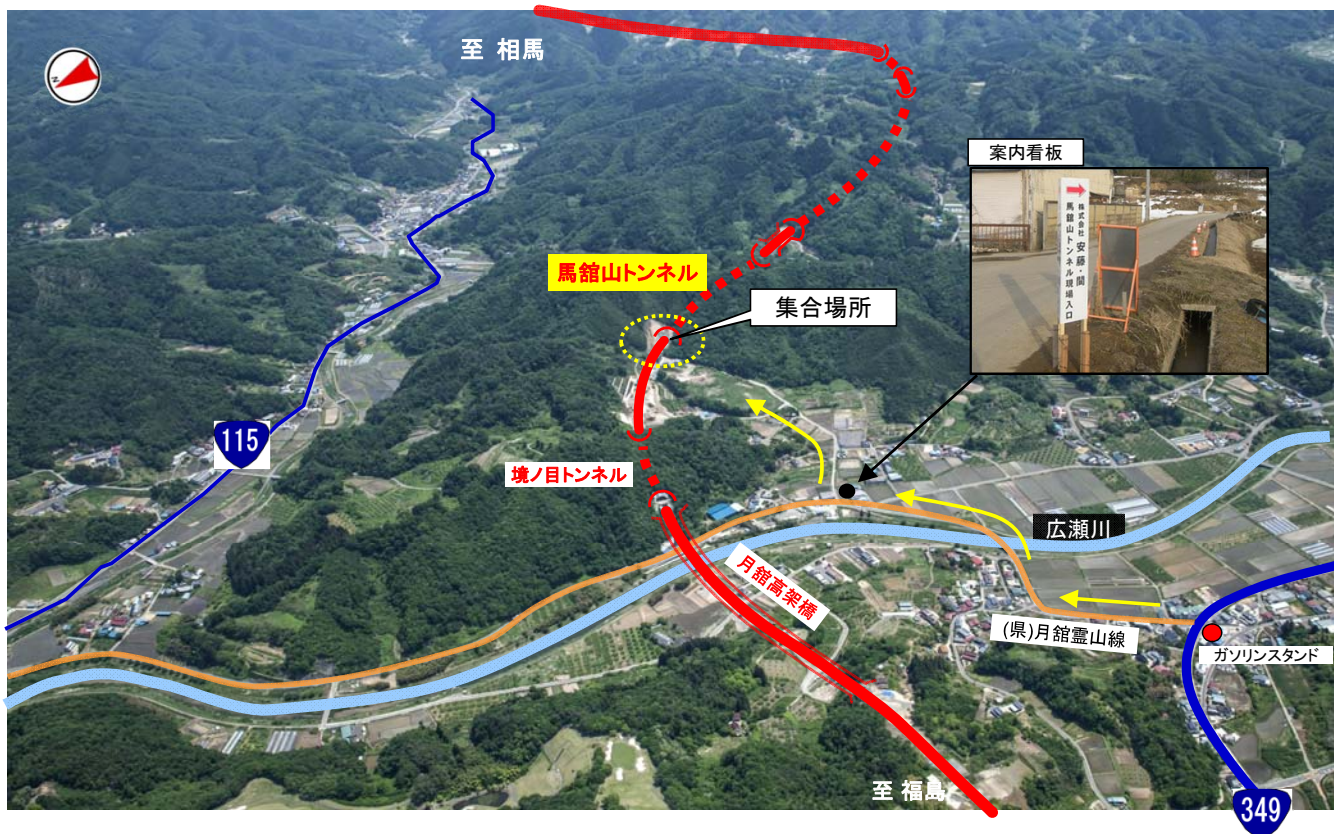 至 相馬
N
案内看板
株式会社 安藤・間
馬舘山トンネル現場入口
馬舘山トンネル
集合場所
115
境ノ目トンネル
広瀬川
月舘高架橋
(県)月舘霊山線
ガソリンスタンド
至 福島
349